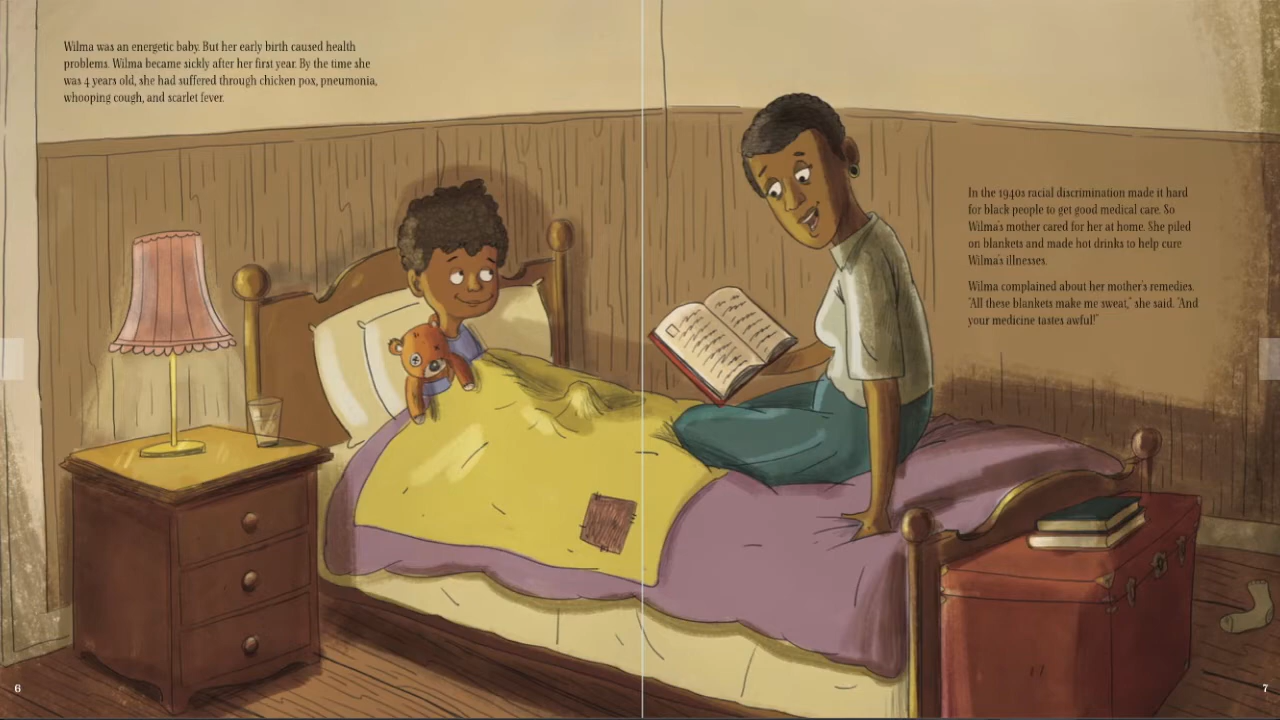 Wilma was an energetic baby. But her early birth caused health
problems. Wilma became sickly after her first year. By the time she
was 4 years old, she had suffered through chicken pox, pneumonia,
whooping cough, and scarlet fever.
In the 1940s racial discrimination made it hard
for black people to get good medical care. So
Wilma's mother cared for her at home. She piled
on blankets and made hot drinks to help cure
Wilma's illnesses.
Wilma complained about her mother's remedies.
"All these blankets make me sweat," she said. "And
your medicine tastes awful!"
6
7